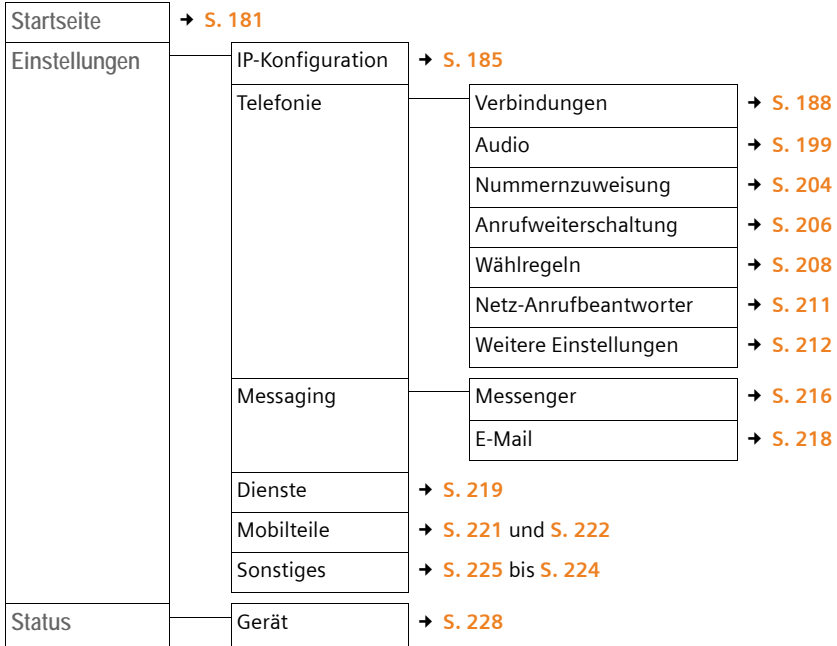 Startseite ➔ S. 181
Einstellungen IP-Konfiguration ➔ S. 185
Telefonie Verbindungen ➔ S. 188
Audio ➔ S. 199
Nummernzuweisung ➔ S. 204
Anrufweiterschaltung ➔ S. 206
Wählregeln ➔ S. 208
Netz-Anrufbeantworter ➔ S. 211
Weitere Einstellungen ➔ S. 212
Messaging Messenger ➔ S. 216
E-Mail ➔ S. 218
Dienste ➔ S. 219
Mobilteile ➔ S. 221 und S. 222
Sonstiges ➔ S. 225 bis S. 224
Status Gerät ➔ S. 228